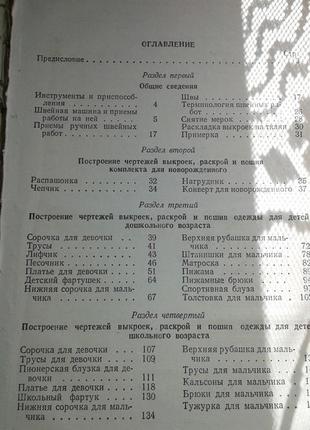 ОГЛАВЛЕНИЕ
Предисловие
Раздел первый
Общие сведения
Инструменты и приспособ-
ления 4
Швейная машина и приемы
работы на ней 5
Приемы ручных швейных
работ 17
Швы 17
Терминология швейных ра-
бот 25
Снятие мерок 28
Раскладка выкроек на ткани 30
Примерка 31
Раздел второй
Построение чертежей выкроек, раскрой и пошив
комплекта для новорожденного
Распашонка 32
Чепчик 34
Нагрудник 35
Конверт для новорожденного 37
Раздел третий
Построение чертежей выкроек, раскрой и пошив одежды для детей
дошкольного возраста
Сорочка для девочки 39
Трусы 41
Лифчик 43
Песочник 46
Платье для девочки 51
Детский фартушек 64
Нижняя сорочка для маль-
чика 67
Верхняя рубашка для маль-
чика 72
Штанишки для мальчика
Матроска
Пижама
Пижамные брюки
Спортивная блуза
Толстовка для мальчика
Раздел четвертый
Построение чертежей выкроек, раскрой и пошив одежды для дете
школьного возраста
Сорочка для девочки 107
Трусы для девочки 109
Пионерская блузка для де-
вочки 111
Платье для девочки 118
Школьный фартук 130
Нижняя сорочка для маль-
чика 134
Верхняя рубашка для маль-
чика
Трусы для мальчика
Кальсоны для мальчика
Брюки для мальчика
Тужурка для мальчика